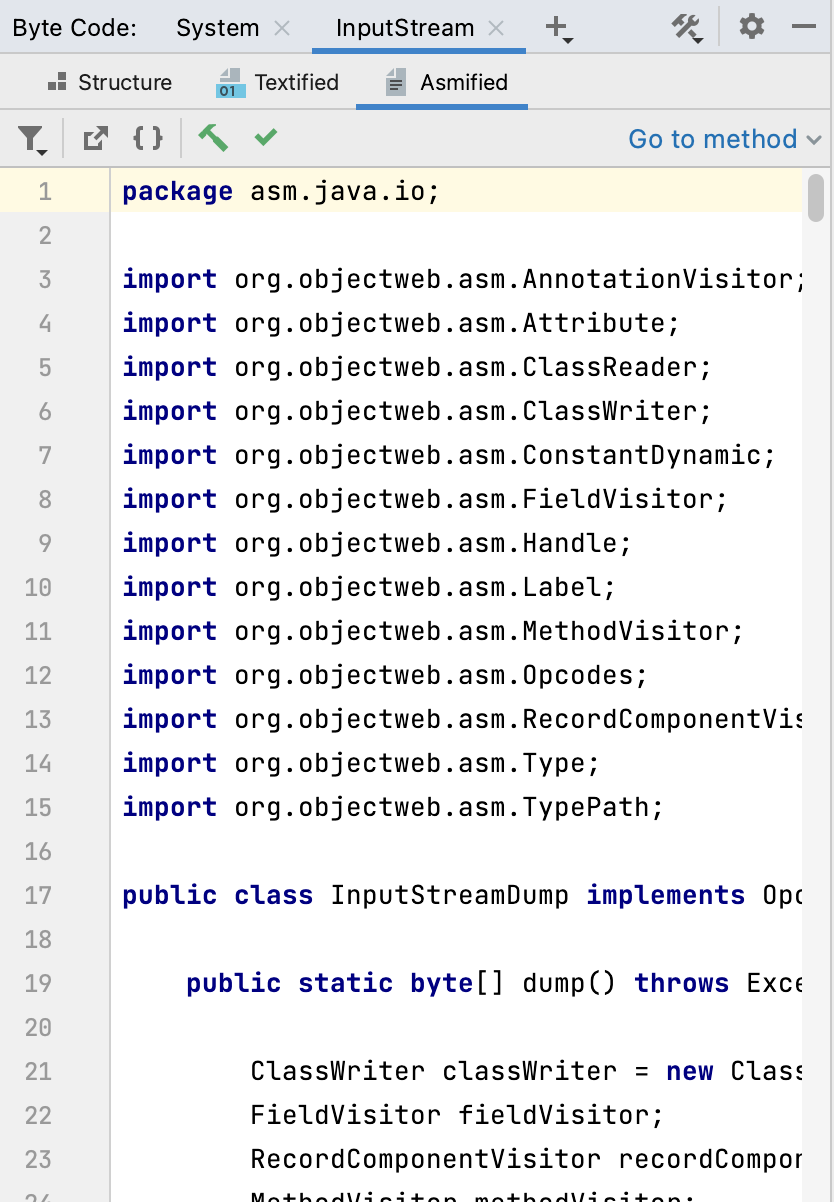 Byte Code: System InputStream
Structure Textified Asmified
Go to method
1 package asm.java.io;
2
3 import org.objectweb.asm.AnnotationVisitor;
4 import org.objectweb.asm.Attribute;
5 import org.objectweb.asm.ClassReader;
6 import org.objectweb.asm.ClassWriter;
7 import org.objectweb.asm.ConstantDynamic;
8 import org.objectweb.asm.FieldVisitor;
9 import org.objectweb.asm.Handle;
10 import org.objectweb.asm.Label;
11 import org.objectweb.asm.MethodVisitor;
12 import org.objectweb.asm.Opcodes;
13 import org.objectweb.asm.RecordComponentVis
14 import org.objectweb.asm.Type;
15 import org.objectweb.asm.TypePath;
16
17 public class InputStreamDump implements Opc
18
19 public static byte[] dump() throws Exce
20
21 ClassWriter classWriter = new Class
22 FieldVisitor fieldVisitor;
23 RecordComponentVisitor recordCompon
24 MethodVisitor methodVisitor;